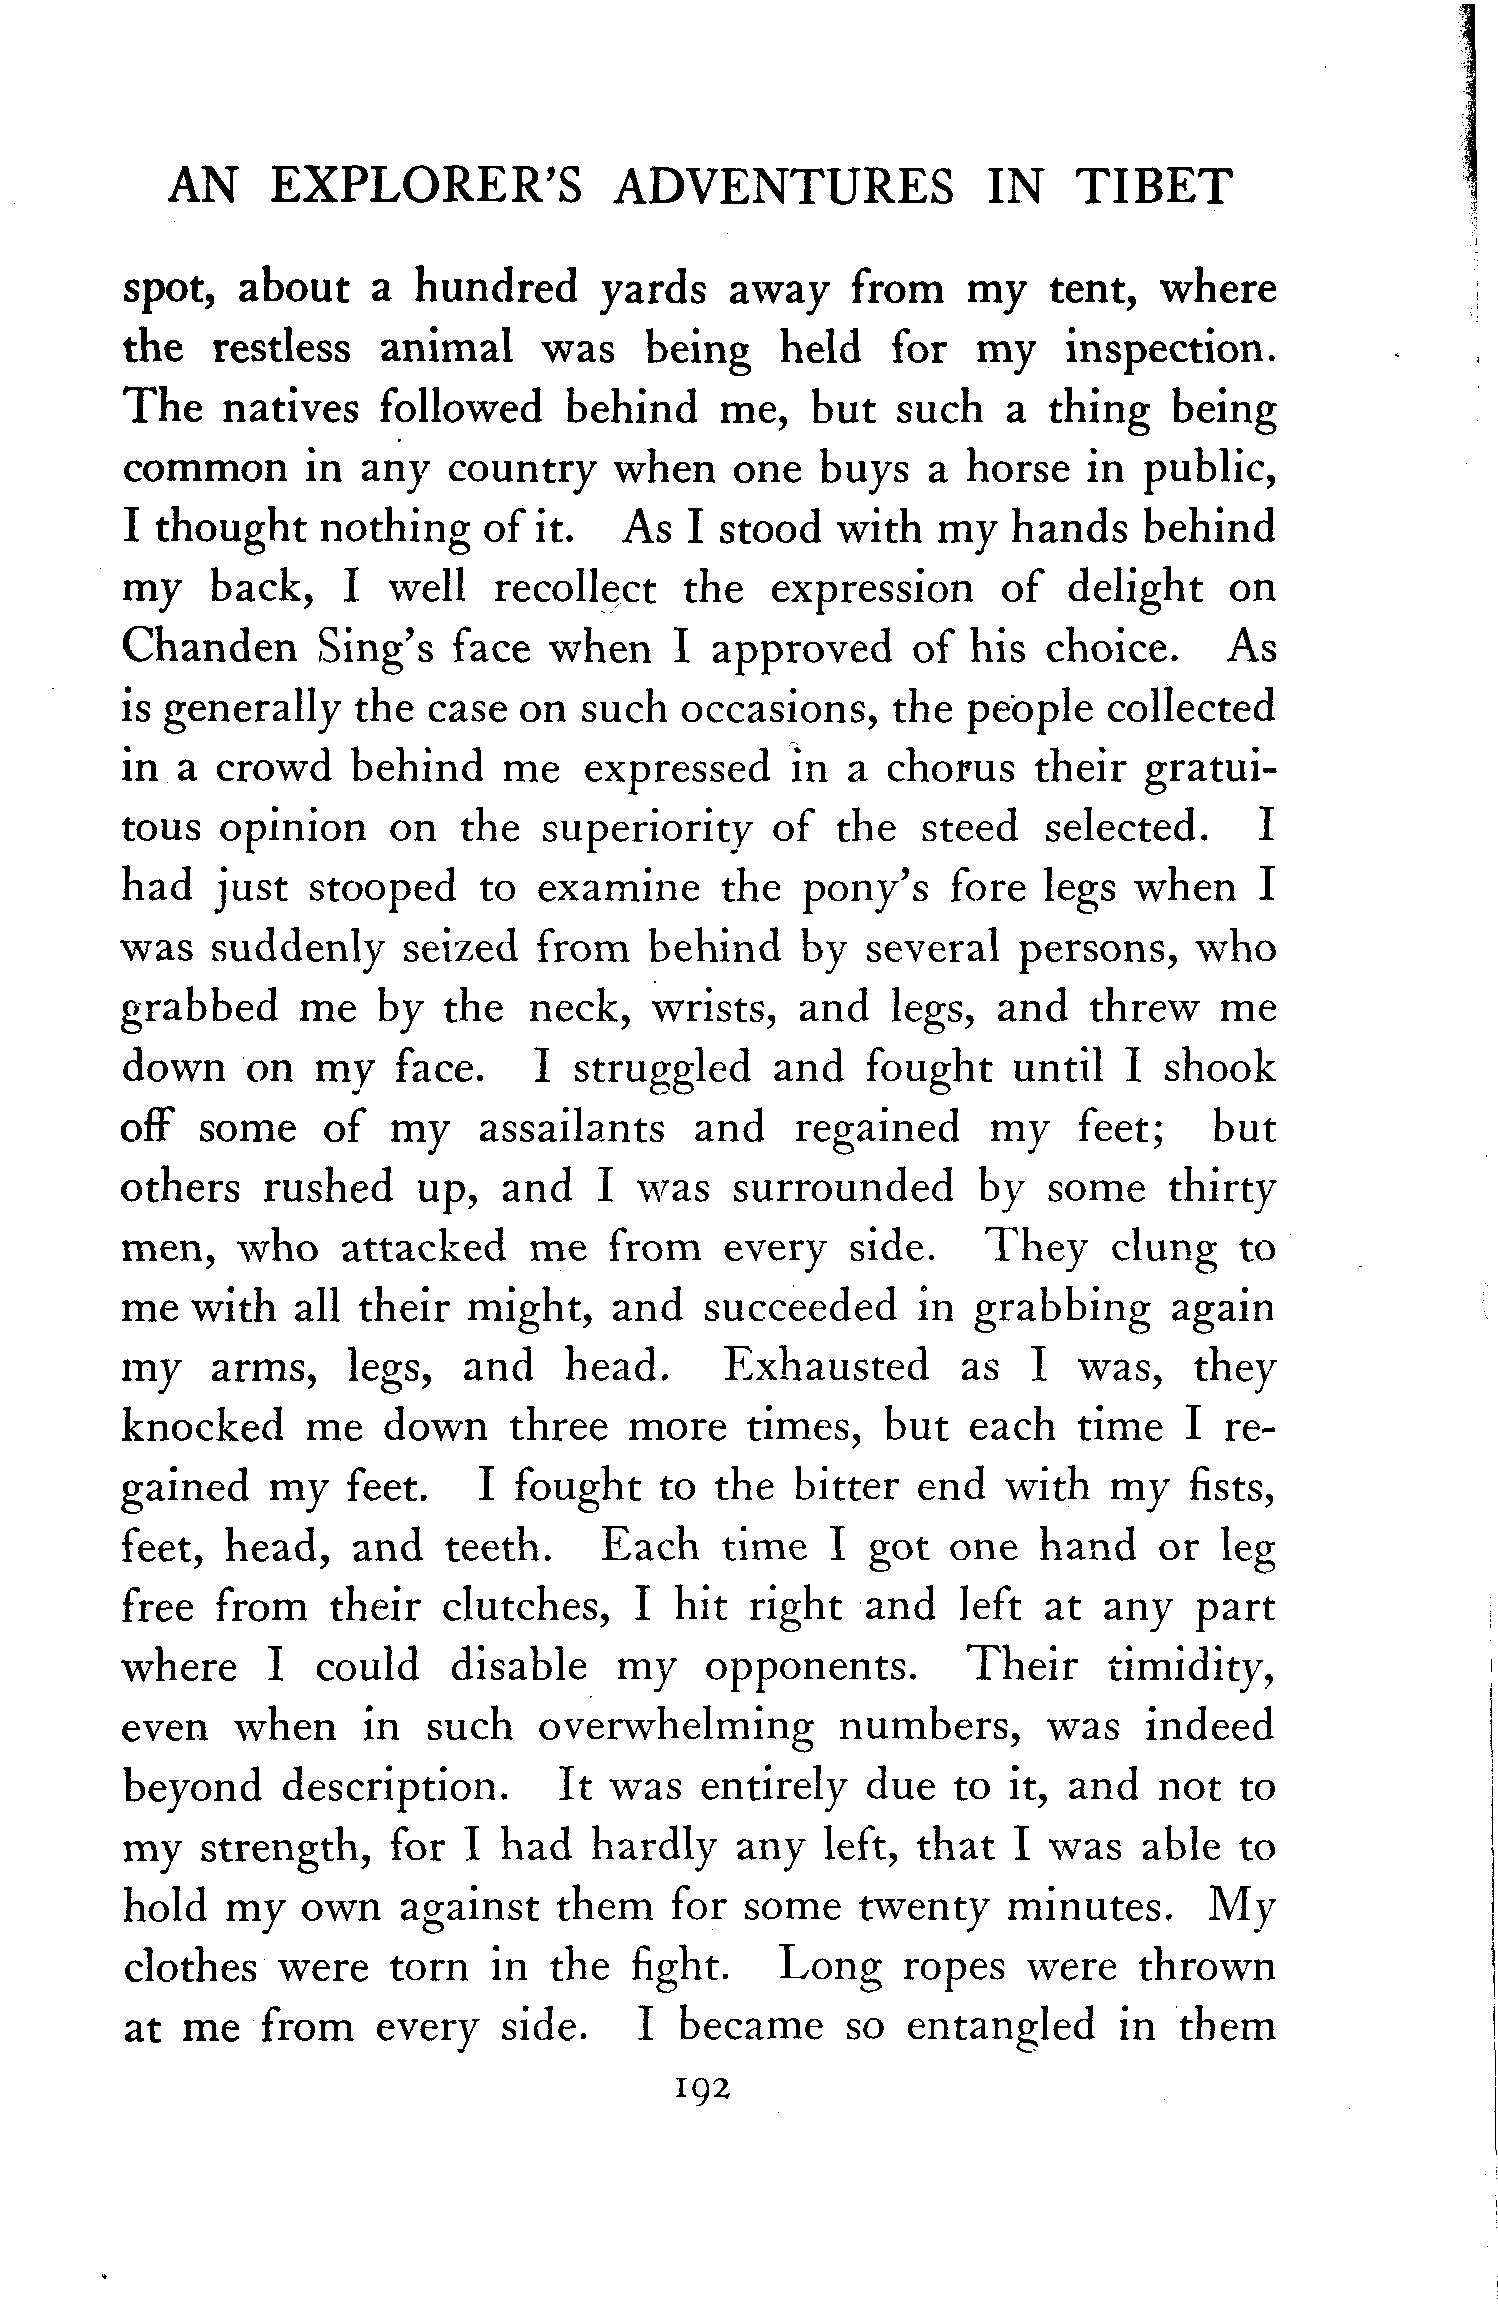 AN EXPLORER'S ADVENTURES IN TIBET
spot, about a hundred yards away from my tent, where
the restless animal was being held for my inspection.
The natives followed behind me, but such a thing being
common in any country when one buys a horse in public,
I thought nothing of it. As I stood with my hands behind
my back, I well recollect the expression of delight on
Chanden Sing's face when I approved of his choice. As
is generally the case on such occasions, the people collected
in a crowd behind me expressed in a chorus their gratui-
tous opinion on the superiority of the steed selected. I
had just stooped to examine the pony's fore legs when I
was suddenly seized from behind by several persons, who
grabbed me by the neck, wrists, and legs, and threw me
down on my face. I struggled and fought until I shook
off some of my assailants and regained my feet; but
others rushed up, and I was surrounded by some thirty
men, who attacked me from every side. They clung to
me with all their might, and succeeded in grabbing again
my arms, legs, and head. Exhausted as I was, they
knocked me down three more times, but each time I re-
gained my feet. I fought to the bitter end with my fists,
feet, head, and teeth. Each time I got one hand or leg
free from their clutches, I hit right and left at any part
where I could disable my opponents. Their timidity,
even when in such overwhelming numbers, was indeed
beyond description. It was entirely due to it, and not to
my strength, for I had hardly any left, that I was able to
hold my own against them for some twenty minutes. My
clothes were torn in the fight. Long ropes were thrown
at me from every side. I became so entangled in them
192